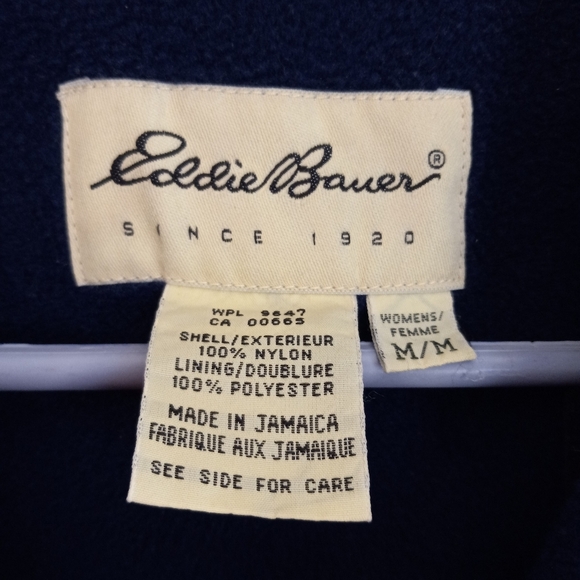 Eddie Bauer®
SINCE 1920
WPL 9647
CA 00665
SHELL/EXTERIEUR
100% NYLON
LINING/DOUBLURE
100% POLYESTER
MADE IN JAMAICA
FABRIQUE AUX JAMAIQUE
SEE SIDE FOR CARE
WOMENS/
FEMME
M/M